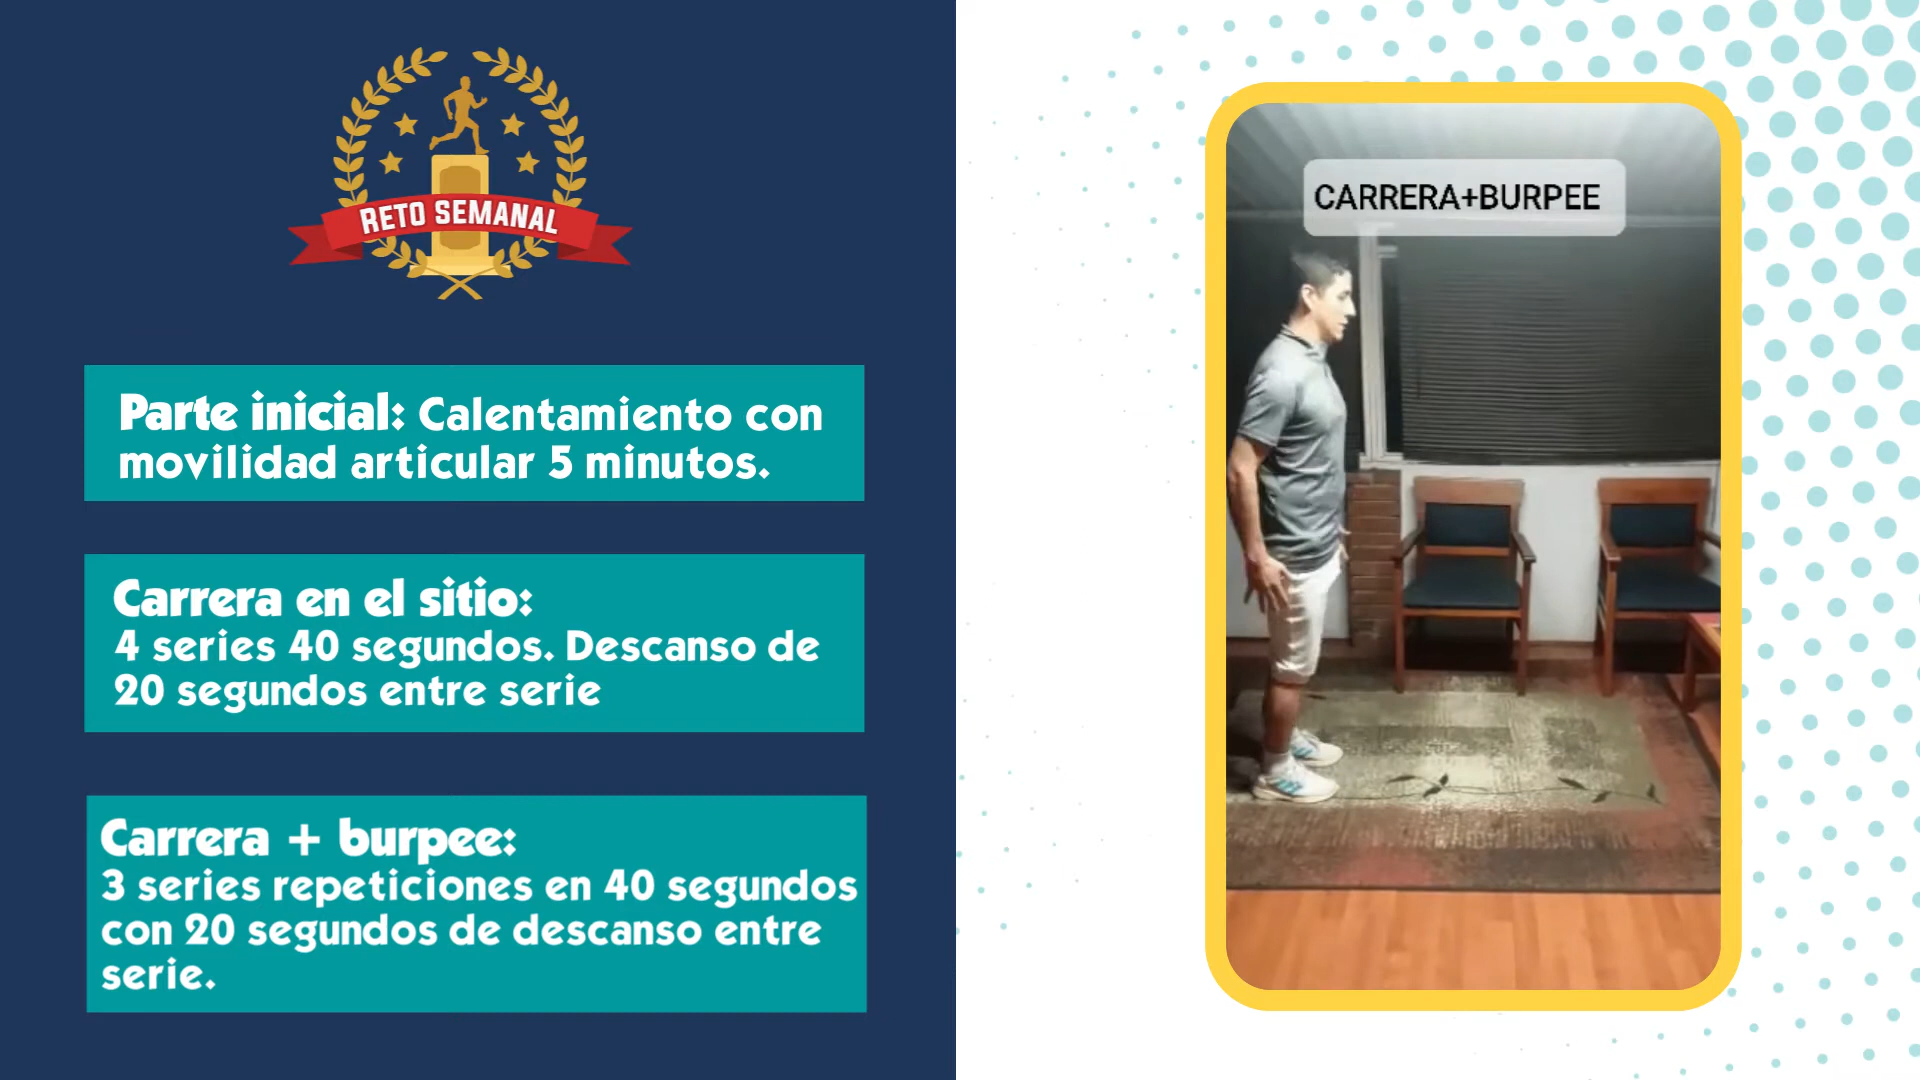 RETO SEMANAL
Parte inicial: Calentamiento con
movilidad articular 5 minutos.
Carrera en el sitio:
4 series 40 segundos. Descanso de
20 segundos entre serie
Carrera + burpee:
3 series repeticiones en 40 segundos
con 20 segundos de descanso entre
serie.
CARRERA+BURPEE